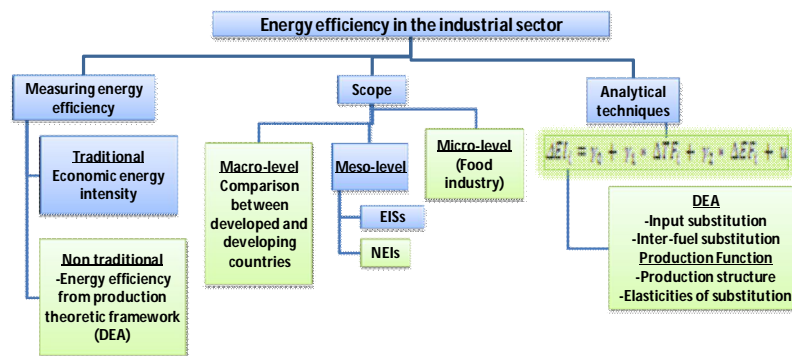 Energy efficiency in the industrial sector
Measuring energy
efficiency
Traditional
Economic energy
intensity
Non traditional
-Energy efficiency
from production
theoretic framework
(DEA)
Scope
Macro-level
Comparison
between
developed and
developing
countries
Meso-level
EISs
NEIs
Micro-level
(Food
industry)
Analytical
techniques
ΔEI_i = γ_0 + γ_1 × ΔTF_i + γ_2 × ΔEF_i + u
DEA
-Input substitution
-Inter-fuel substitution
Production Function
-Production structure
-Elasticities of substitution